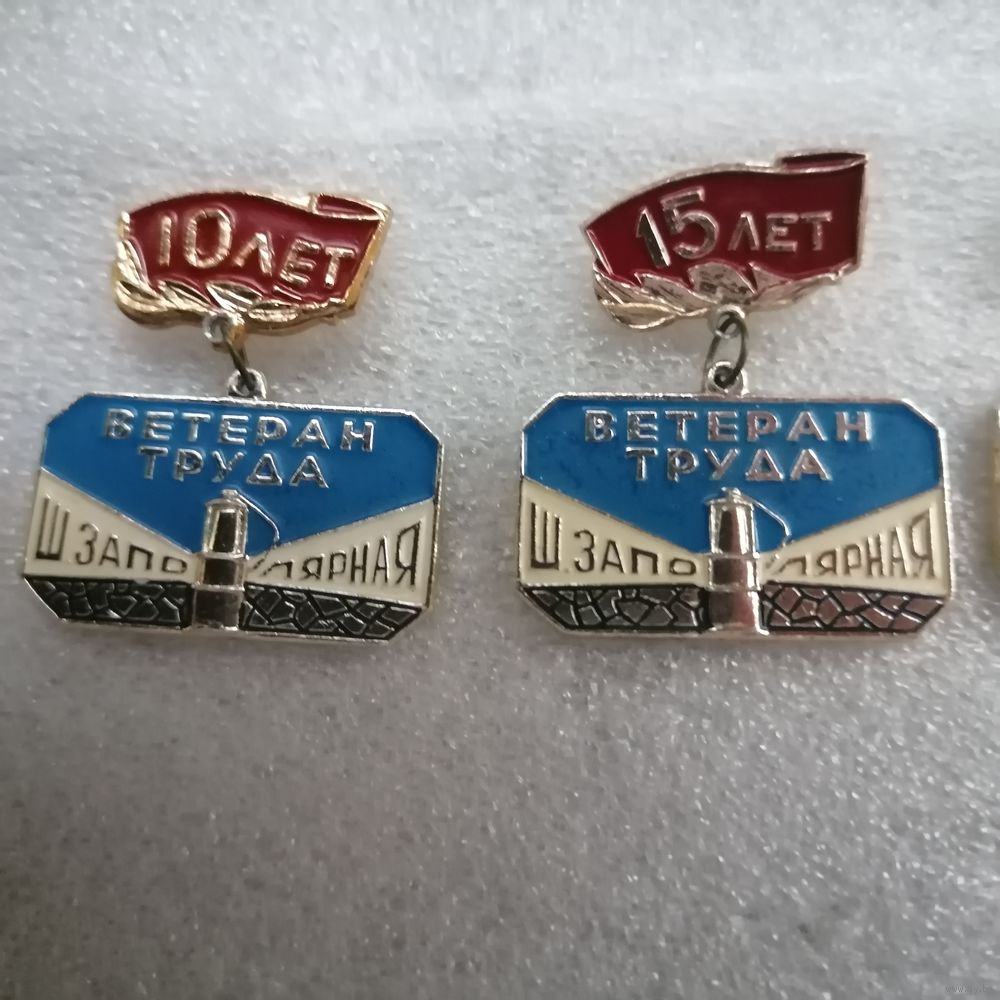 10 ЛЕТ
ВЕТЕРАН
ТРУДА
Ш ЗАПОЛЯРНАЯ
15 ЛЕТ
ВЕТЕРАН
ТРУДА
Ш. ЗАПОЛЯРНАЯ